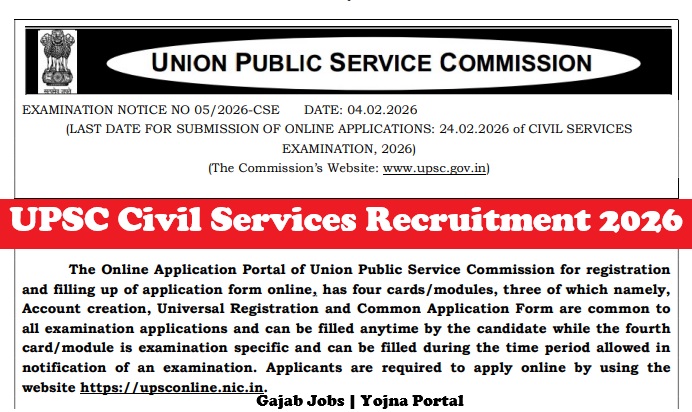 UNION PUBLIC SERVICE COMMISSION
EXAMINATION NOTICE NO 05/2026-CSE DATE: 04.02.2026
(LAST DATE FOR SUBMISSION OF ONLINE APPLICATIONS: 24.02.2026 of CIVIL SERVICES
EXAMINATION, 2026)
(The Commission's Website: www.upsc.gov.in)
UPSC Civil Services Recruitment 2026
The Online Application Portal of Union Public Service Commission for registration
and filling up of application form online, has four cards/modules, three of which namely,
Account creation, Universal Registration and Common Application Form are common to
all examination applications and can be filled anytime by the candidate while the fourth
card/module is examination specific and can be filled during the time period allowed in
notification of an examination. Applicants are required to apply online by using the
website https://upsconline.nic.in.
Gajab Jobs | Yojna Portal